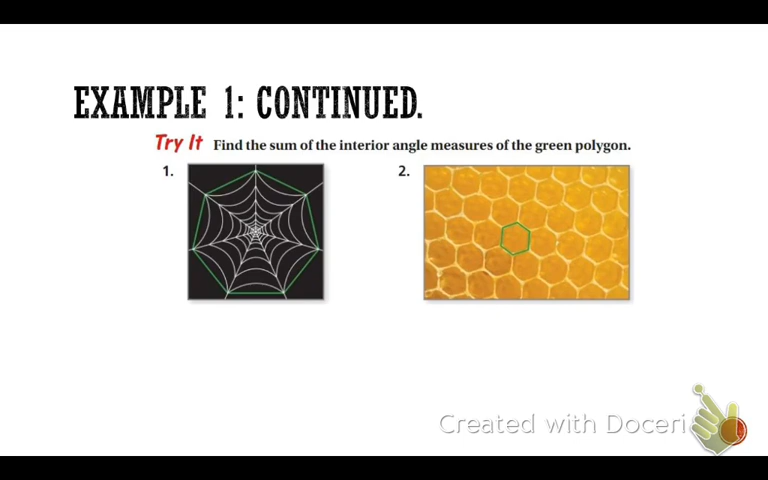 EXAMPLE 1: CONTINUED.
Try It Find the sum of the interior angle measures of the green polygon.
1. 2.
Created with Doceri